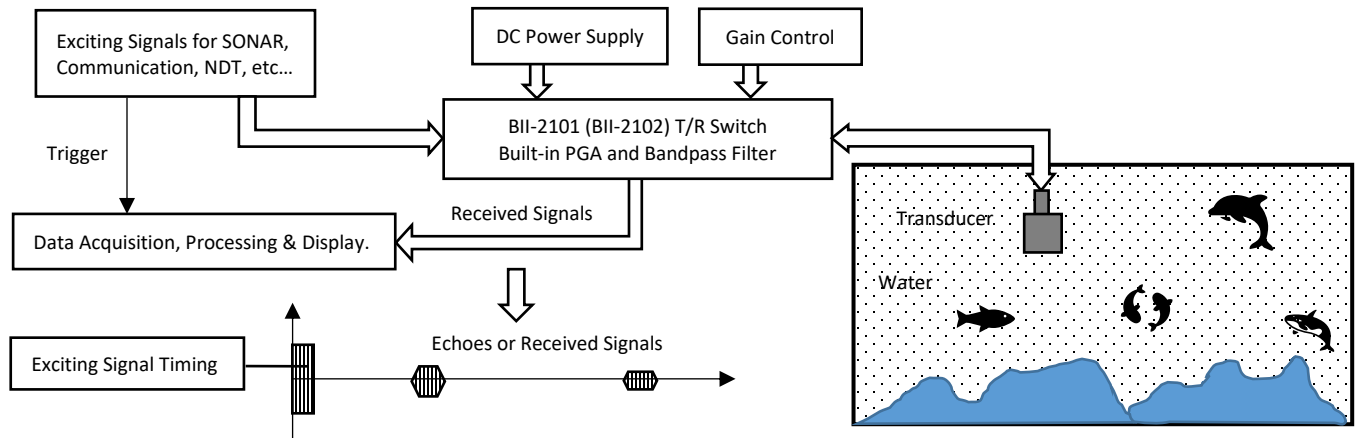 Exciting Signals for SONAR,
Communication, NDT, etc...
DC Power Supply
Gain Control
BII-2101 (BII-2102) T/R Switch
Built-in PGA and Bandpass Filter
Trigger
Received Signals
Data Acquisition, Processing & Display.
Transducer
Water
Echoes or Received Signals
Exciting Signal Timing